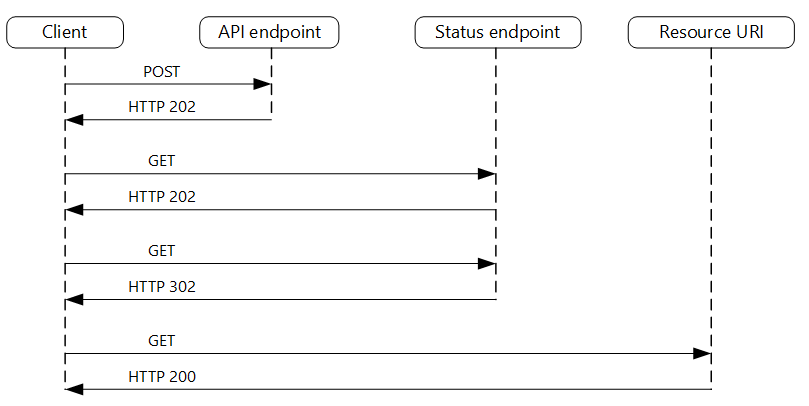 Client
API endpoint
Status endpoint
Resource URI
POST
HTTP 202
GET
HTTP 202
GET
HTTP 302
GET
HTTP 200